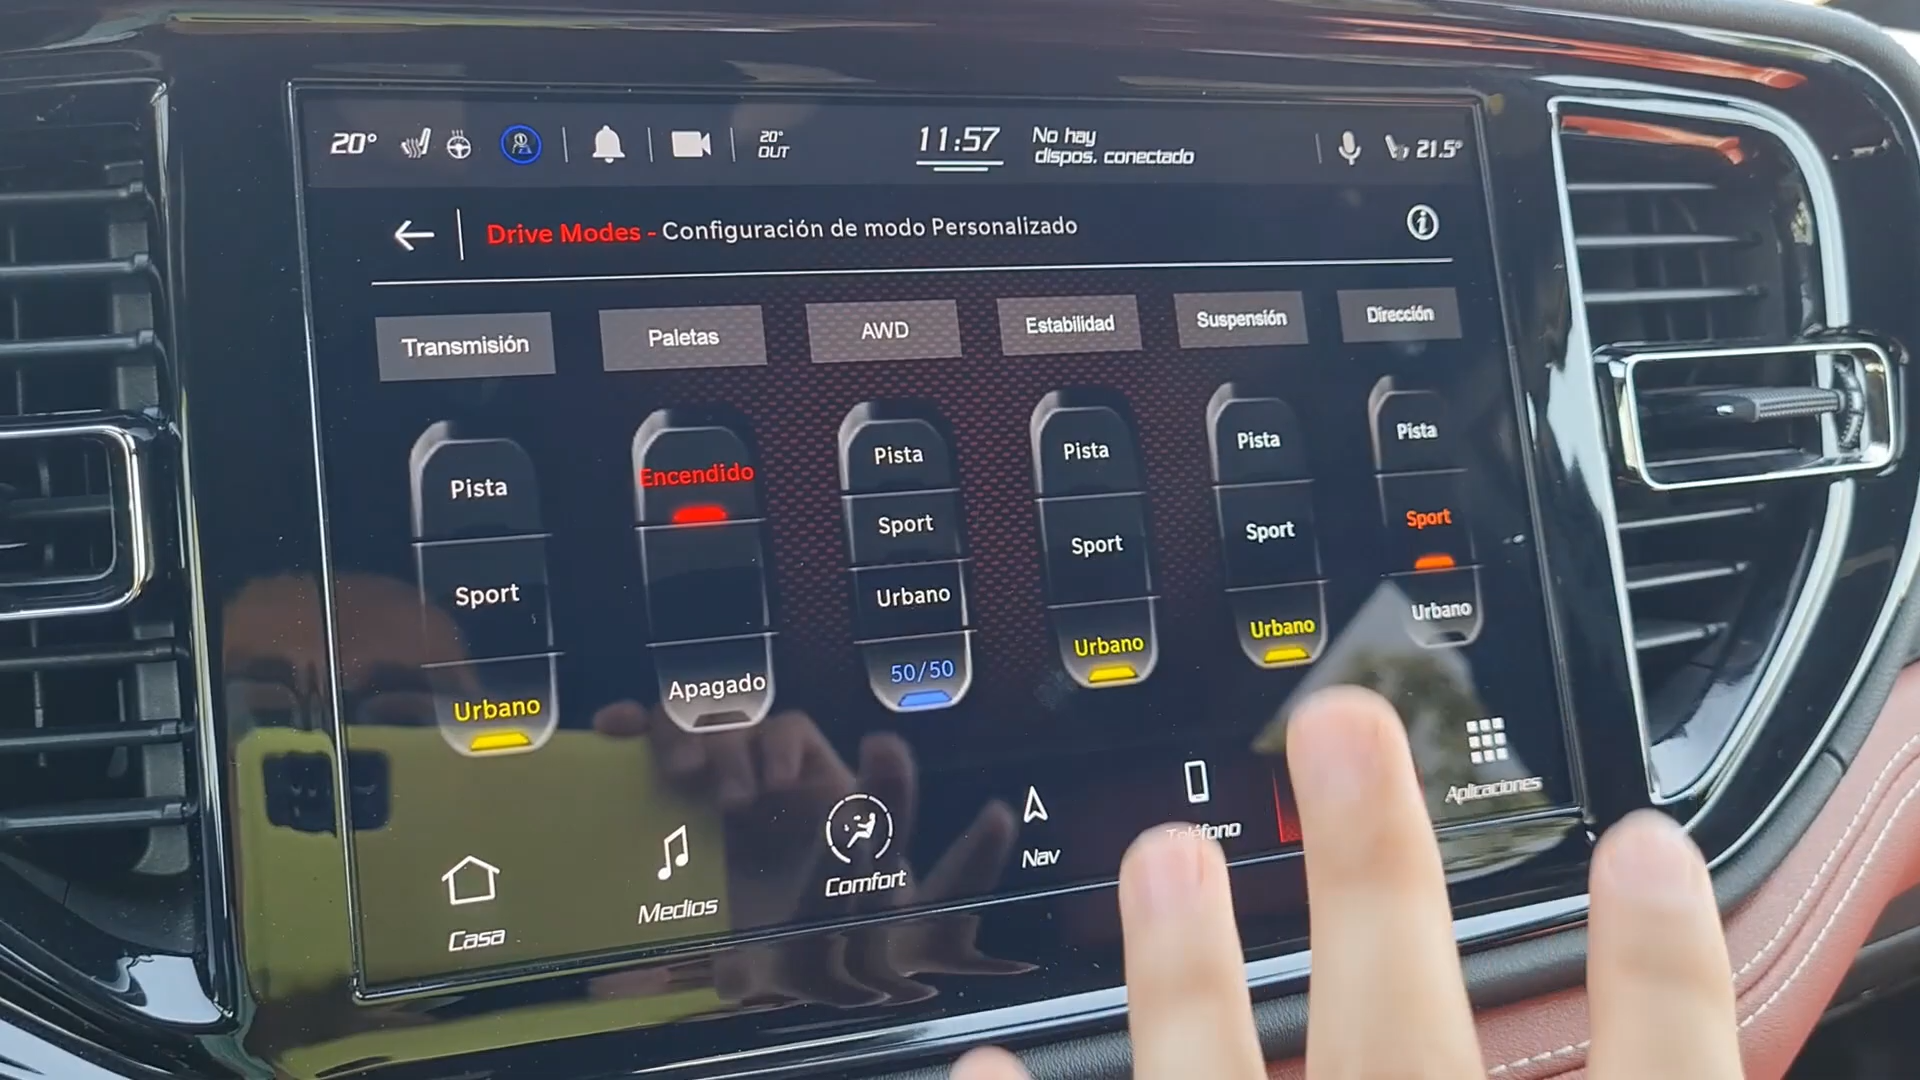 20°
20°
OUT
11:57
No hay
dispos. conectado
21.5°
Drive Modes - Configuración de modo Personalizado
Transmisión
Paletas
AWD
Estabilidad
Suspensión
Dirección
Pista
Sport
Urbano
Encendido
Apagado
Pista
Sport
Urbano
50/50
Pista
Sport
Urbano
Pista
Sport
Urbano
Pista
Sport
Urbano
Casa
Medios
Comfort
Nav
Teléfono
Aplicaciones